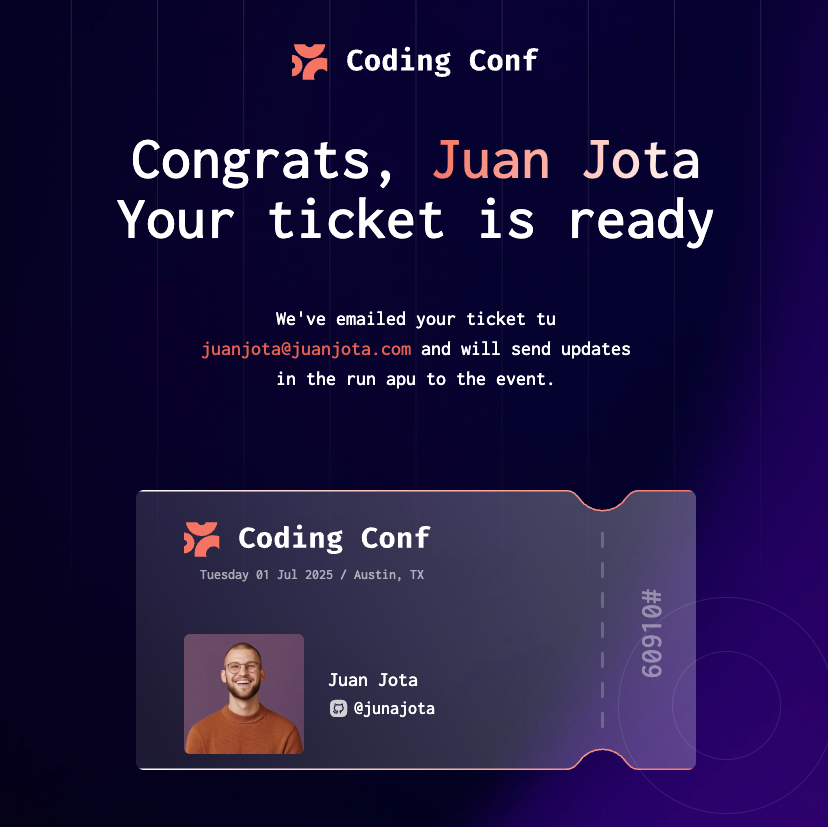 Coding Conf
Congrats, Juan Jota
Your ticket is ready
We've emailed your ticket tu
juanjota@juanjota.com and will send updates
in the run apu to the event.
Coding Conf
Tuesday 01 Jul 2025 / Austin, TX
#01609
Juan Jota
@junajota